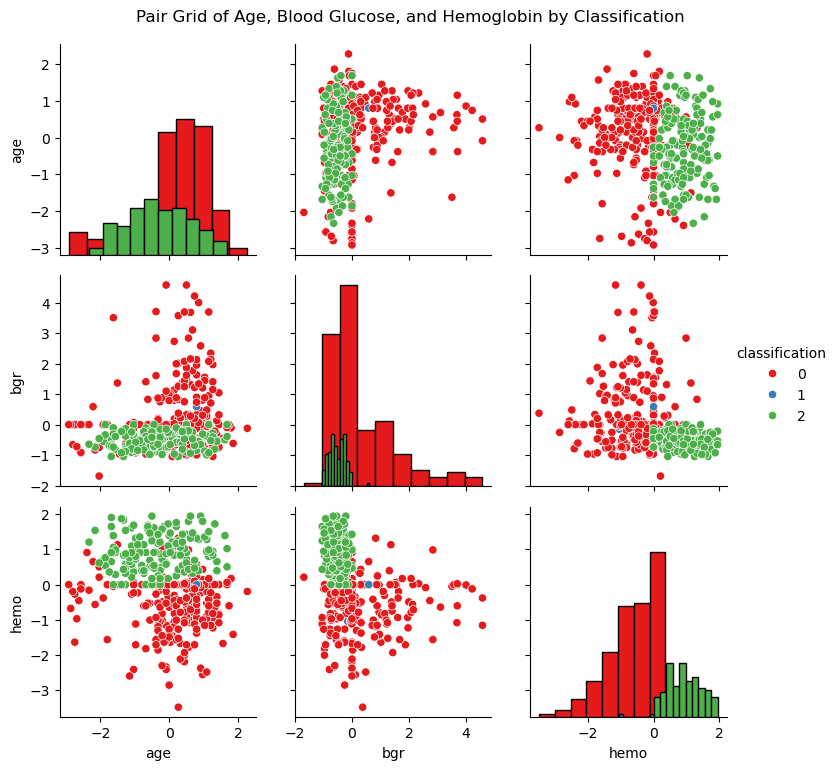 Pair Grid of Age, Blood Glucose, and Hemoglobin by Classification
age
2
1
0
−1
−2
−3
bgr
4
3
2
1
0
−1
−2
classification
0
1
2
hemo
2
1
0
−1
−2
−3
−2 0 2
−2 0 2 4
−2 0 2
age bgr hemo